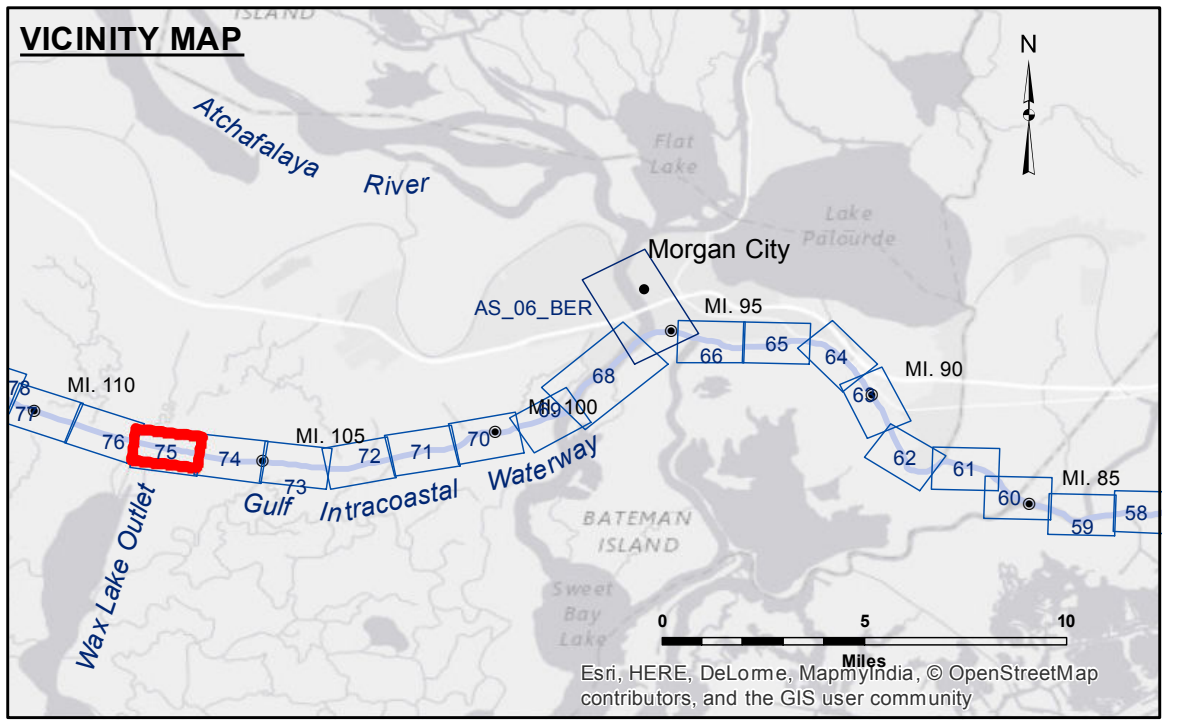 ISLAND
VICINITY MAP
N
Atchafalaya
River
Flat
Lake
Lake
Palourde
Morgan City
AS_06_BER
MI. 95
66
65
64
68
MI. 90
63
78
77
MI. 110
69
MI. 100
76
75
74
MI. 105
73
72
71
70
62
61
MI. 85
60
59
58
Gulf
Intracoastal
Waterway
Wax Lake Outlet
BATEMAN
ISLAND
Sweet
Bay
Lake
0
5
10
Miles
Esri, HERE, DeLorme, MapmyIndia, © OpenStreetMap
contributors, and the GIS user community